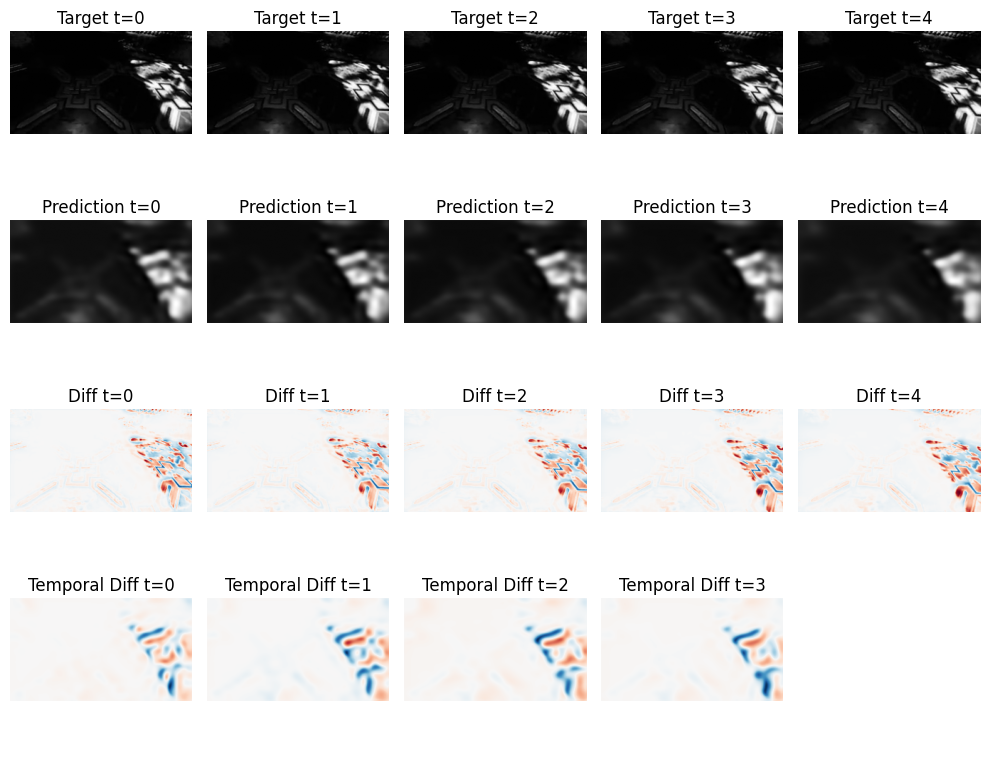 Target t=0 Target t=1 Target t=2 Target t=3 Target t=4
Prediction t=0 Prediction t=1 Prediction t=2 Prediction t=3 Prediction t=4
Diff t=0 Diff t=1 Diff t=2 Diff t=3 Diff t=4
Temporal Diff t=0 Temporal Diff t=1 Temporal Diff t=2 Temporal Diff t=3